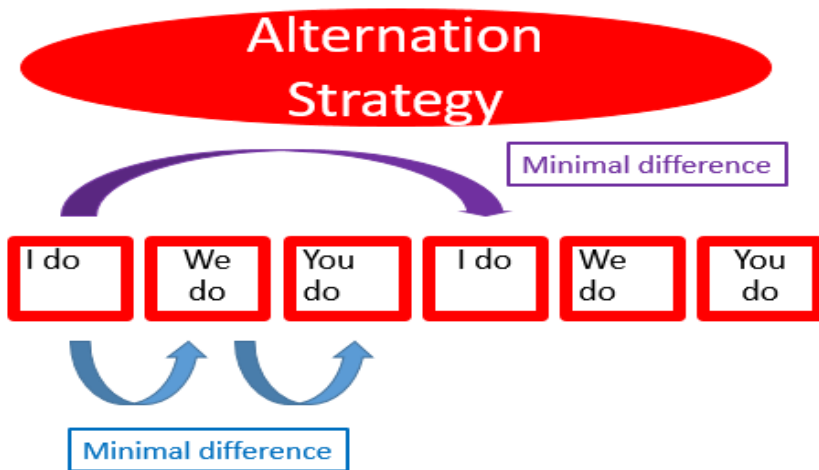 Alternation
Strategy
Minimal difference
I do
We
do
You
do
I do
We
do
You
do
Minimal difference